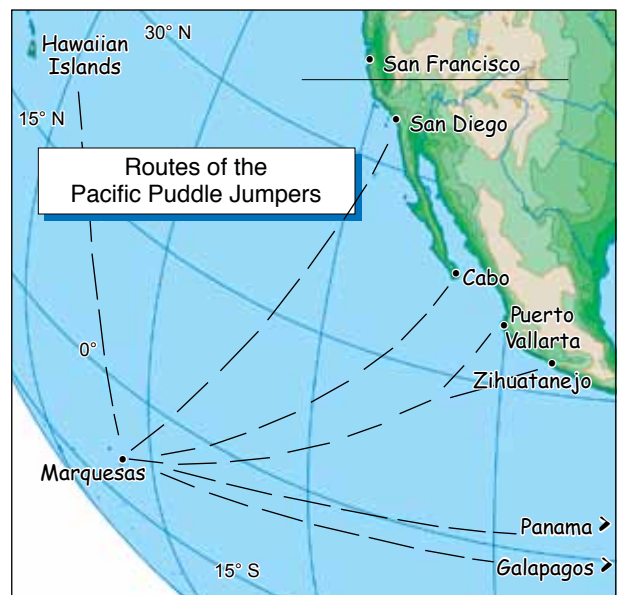 30° N
Hawaiian
Islands
San Francisco
15° N
San Diego
Routes of the
Pacific Puddle Jumpers
Cabo
Puerto
Vallarta
0°
Zihuatanejo
Marquesas
Panama >
Galapagos >
15° S